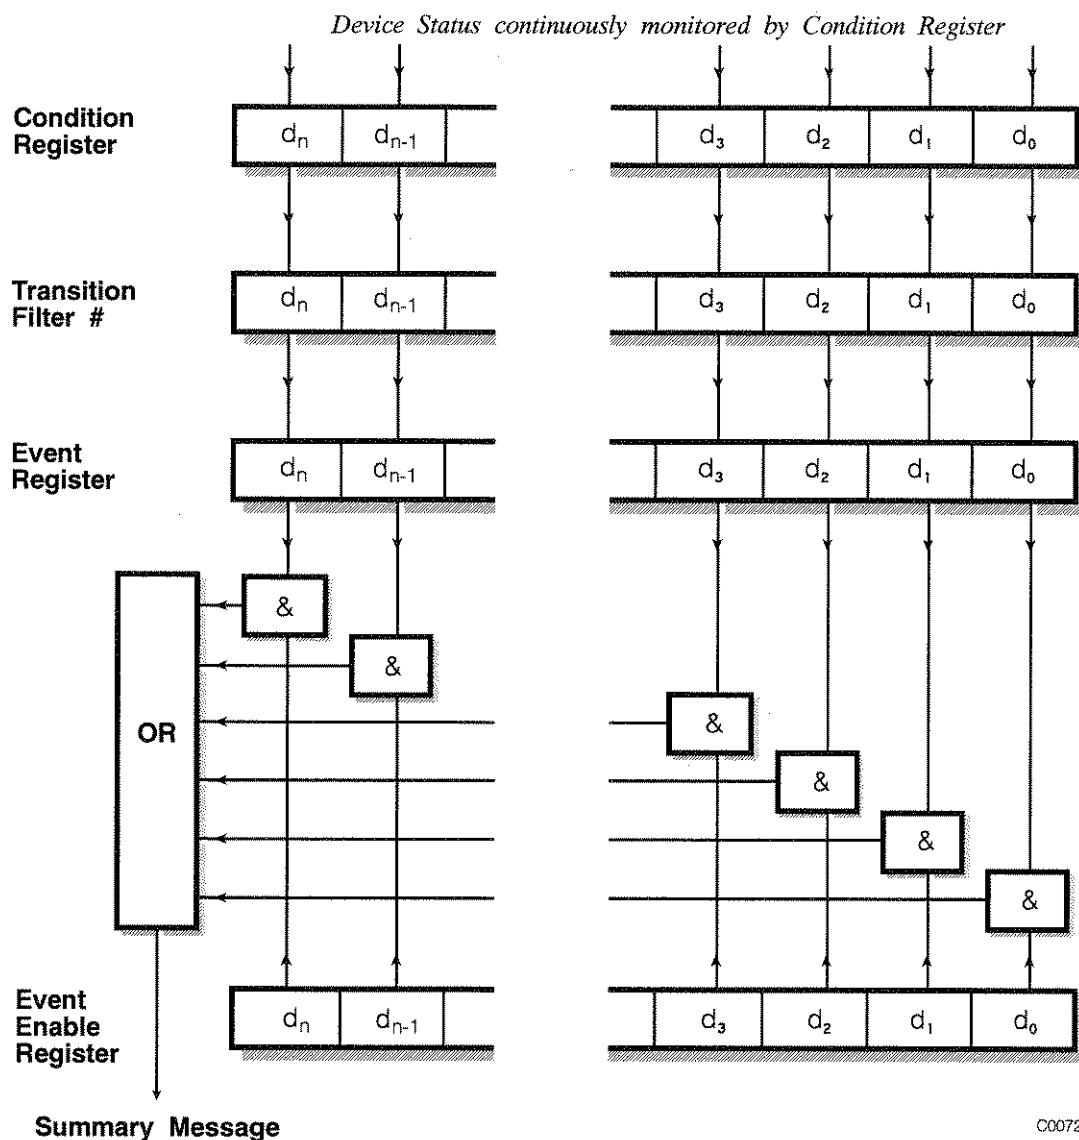 Device Status continuously monitored by Condition Register
Condition
Register
dₙ dₙ₋₁ d₃ d₂ d₁ d₀
Transition
Filter #
dₙ dₙ₋₁ d₃ d₂ d₁ d₀
Event
Register
dₙ dₙ₋₁ d₃ d₂ d₁ d₀
&
&
&
OR
&
&
&
Event
Enable
Register
dₙ dₙ₋₁ d₃ d₂ d₁ d₀
Summary Message
C0072